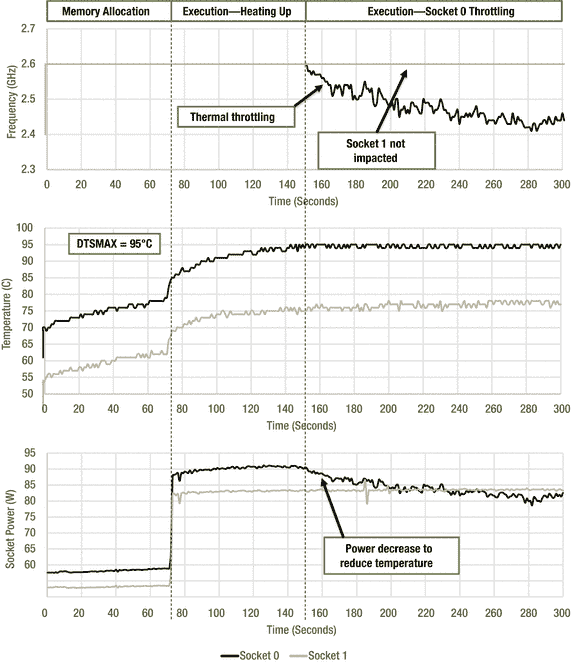 Memory Allocation
Execution—Heating Up
Execution—Socket 0 Throttling
Frequency (GHz)
2.7
2.6
2.5
2.4
2.3
Thermal throttling
Socket 1 not
impacted
0 20 40 60 80 100 120 140 160 180 200 220 240 260 280 300
Time (Seconds)
Temperature (C)
100
95
90
85
80
75
70
65
60
55
50
DTSMAX = 95°C
0 20 40 60 80 100 120 140 160 180 200 220 240 260 280 300
Time (Seconds)
Socket Power (W)
95
90
85
80
85
70
65
60
Power decrease to
reduce temperature
0 20 40 60 80 100 120 140 160 180 200 220 240 260 280 300
Time (Seconds)
Socket 0 Socket 1